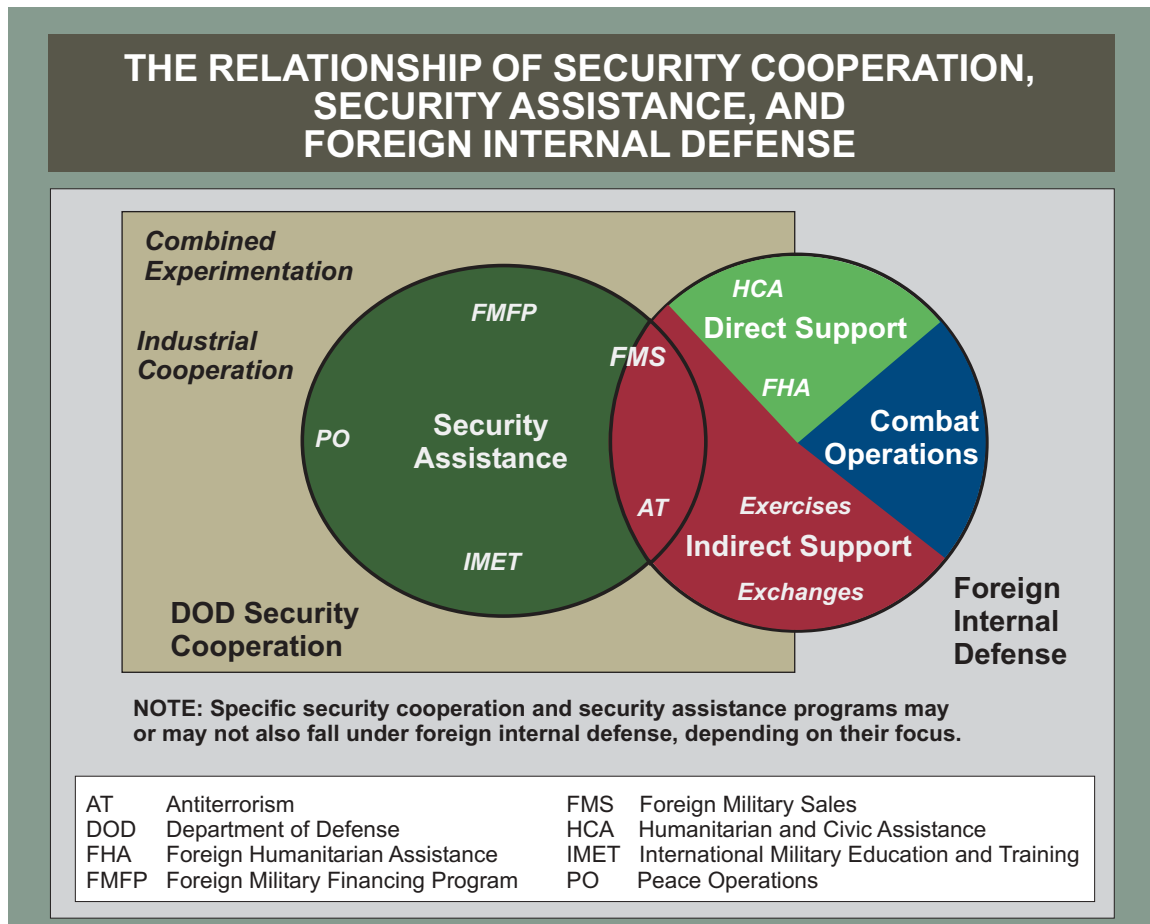 THE RELATIONSHIP OF SECURITY COOPERATION,
SECURITY ASSISTANCE, AND
FOREIGN INTERNAL DEFENSE
Combined
Experimentation
Industrial
Cooperation
FMFP
PO
Security
Assistance
IMET
DOD Security
Cooperation
FMS
AT
HCA
Direct Support
FHA
Combat
Operations
Exercises
Indirect Support
Exchanges
Foreign
Internal
Defense
NOTE: Specific security cooperation and security assistance programs may
or may not also fall under foreign internal defense, depending on their focus.
AT Antiterrorism
DOD Department of Defense
FHA Foreign Humanitarian Assistance
FMFP Foreign Military Financing Program
FMS Foreign Military Sales
HCA Humanitarian and Civic Assistance
IMET International Military Education and Training
PO Peace Operations